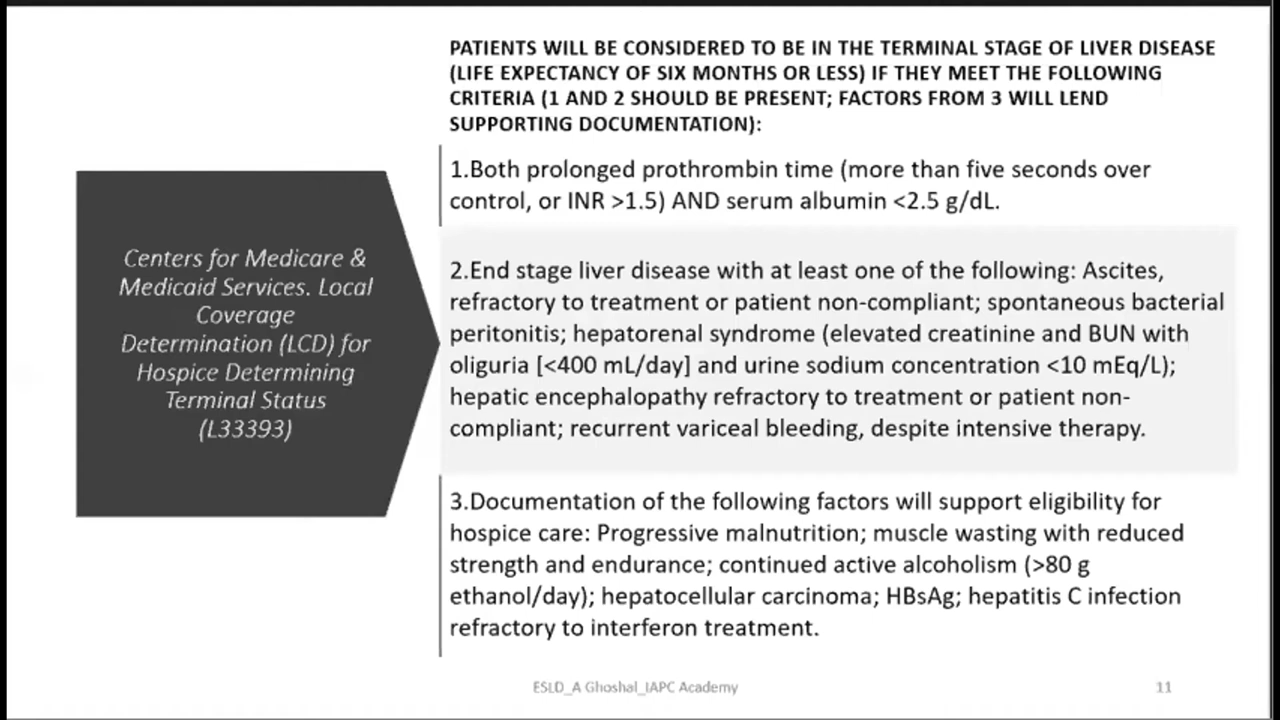 PATIENTS WILL BE CONSIDERED TO BE IN THE TERMINAL STAGE OF LIVER DISEASE
(LIFE EXPECTANCY OF SIX MONTHS OR LESS) IF THEY MEET THE FOLLOWING
CRITERIA (1 AND 2 SHOULD BE PRESENT; FACTORS FROM 3 WILL LEND
SUPPORTING DOCUMENTATION):
Centers for Medicare &
Medicaid Services. Local
Coverage
Determination (LCD) for
Hospice Determining
Terminal Status
(L33393)
1.Both prolonged prothrombin time (more than five seconds over
control, or INR >1.5) AND serum albumin <2.5 g/dL.
2.End stage liver disease with at least one of the following: Ascites,
refractory to treatment or patient non-compliant; spontaneous bacterial
peritonitis; hepatorenal syndrome (elevated creatinine and BUN with
oliguria [<400 mL/day] and urine sodium concentration <10 mEq/L);
hepatic encephalopathy refractory to treatment or patient non-
compliant; recurrent variceal bleeding, despite intensive therapy.
3.Documentation of the following factors will support eligibility for
hospice care: Progressive malnutrition; muscle wasting with reduced
strength and endurance; continued active alcoholism (>80 g
ethanol/day); hepatocellular carcinoma; HBsAg; hepatitis C infection
refractory to interferon treatment.
ESLD_A Ghoshal_IAPC Academy
11